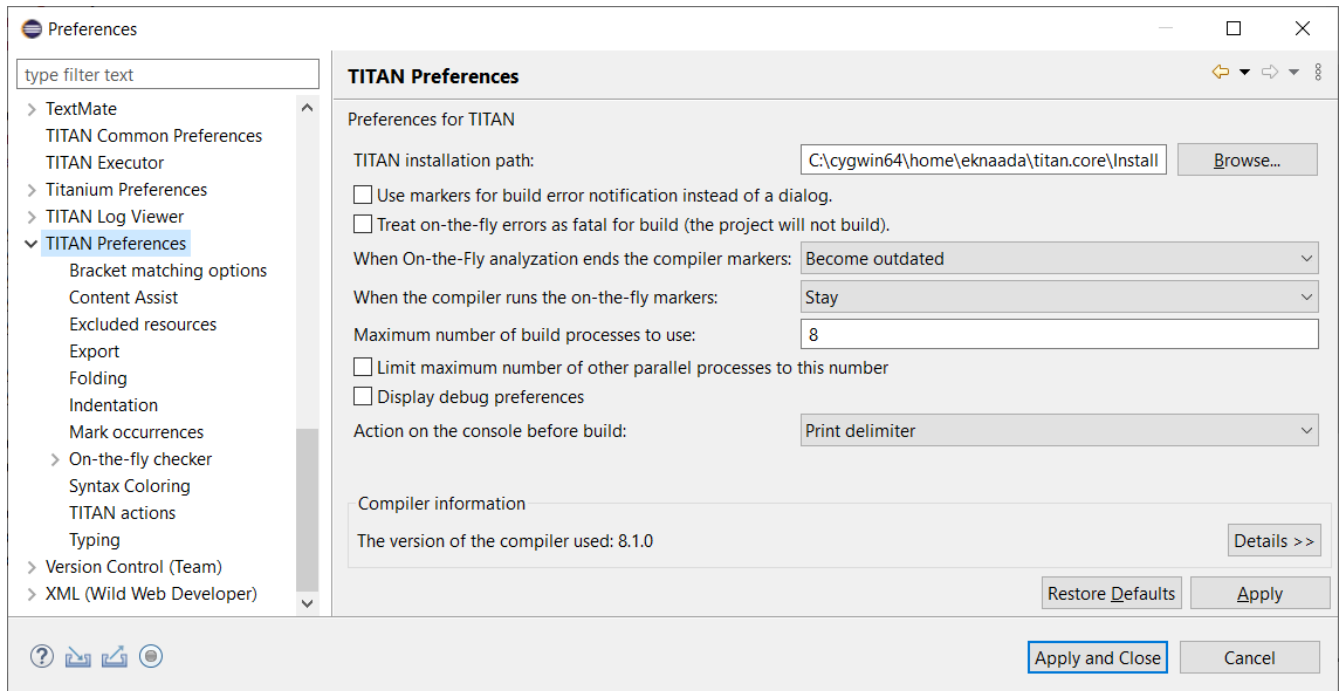 Preferences
type filter text
TextMate
TITAN Common Preferences
TITAN Executor
Titanium Preferences
TITAN Log Viewer
TITAN Preferences
Bracket matching options
Content Assist
Excluded resources
Export
Folding
Indentation
Mark occurrences
On-the-fly checker
Syntax Coloring
TITAN actions
Typing
Version Control (Team)
XML (Wild Web Developer)
TITAN Preferences
Preferences for TITAN
TITAN installation path: C:\cygwin64\home\eknaada\titan.core\Install Browse...
Use markers for build error notification instead of a dialog.
Treat on-the-fly errors as fatal for build (the project will not build).
When On-the-Fly analyzation ends the compiler markers: Become outdated
When the compiler runs the on-the-fly markers: Stay
Maximum number of build processes to use: 8
Limit maximum number of other parallel processes to this number
Display debug preferences
Action on the console before build: Print delimiter
Compiler information
The version of the compiler used: 8.1.0 Details >>
Restore Defaults Apply
Apply and Close Cancel